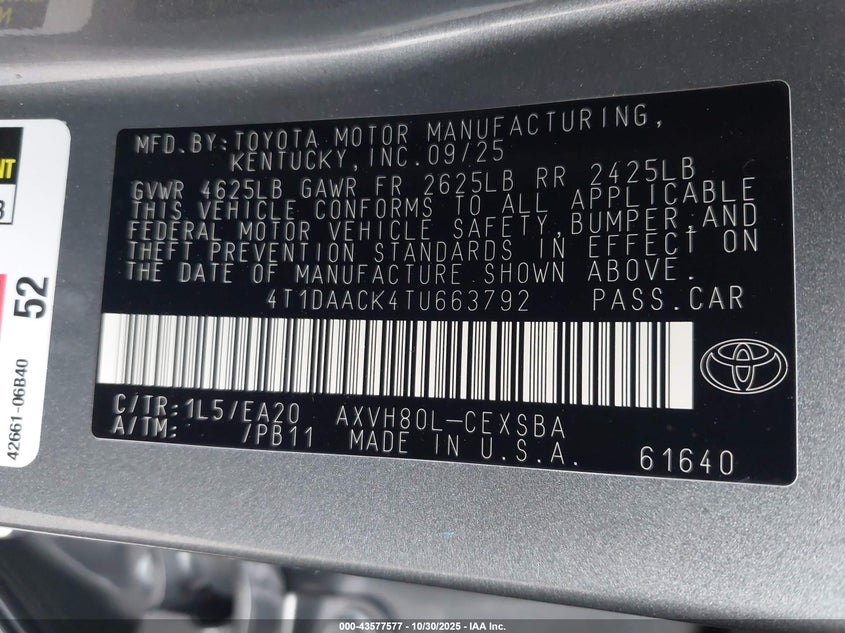 MFD.BY:TOYOTA MOTOR MANUFACTURING,
KENTUCKY,INC.09/25
GVWR 4625LB GAWR FR 2625LB RR 2425LB
THIS VEHICLE CONFORMS TO ALL APPLICABLE
FEDERAL MOTOR VEHICLE SAFETY,BUMPER,AND
THEFT PREVENTION STANDARDS IN EFFECT ON
THE DATE OF MANUFACTURE SHOWN ABOVE.
4T1DAACK4TU663792 PASS.CAR
C/TR:1L5/EA20 AXVH80L-CEXSBA
A/TM: /PB11 MADE IN U.S.A. 61640
52
42661-06B40
000-43577577 - 10/30/2025 - IAA Inc.